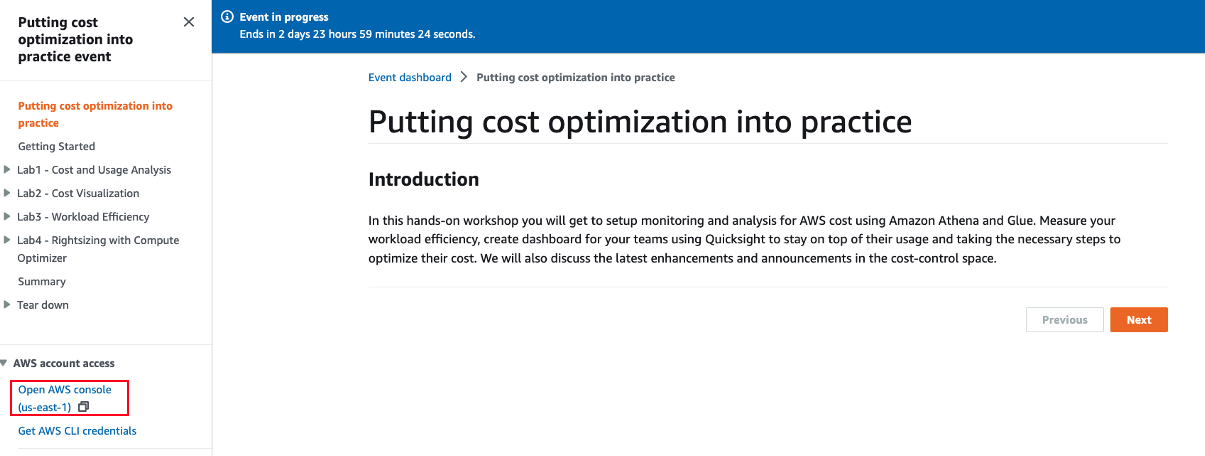 Putting cost
optimization into
practice event
Putting cost optimization into
practice
Getting Started
Lab1 - Cost and Usage Analysis
Lab2 - Cost Visualization
Lab3 - Workload Efficiency
Lab4 - Rightsizing with Compute
Optimizer
Summary
Tear down
AWS account access
Open AWS console
(us-east-1)
Get AWS CLI credentials
Event in progress
Ends in 2 days 23 hours 59 minutes 24 seconds.
Event dashboard > Putting cost optimization into practice
Putting cost optimization into practice
Introduction
In this hands-on workshop you will get to setup monitoring and analysis for AWS cost using Amazon Athena and Glue. Measure your
workload efficiency, create dashboard for your teams using Quicksight to stay on top of their usage and taking the necessary steps to
optimize their cost. We will also discuss the latest enhancements and announcements in the cost-control space.
Previous
Next